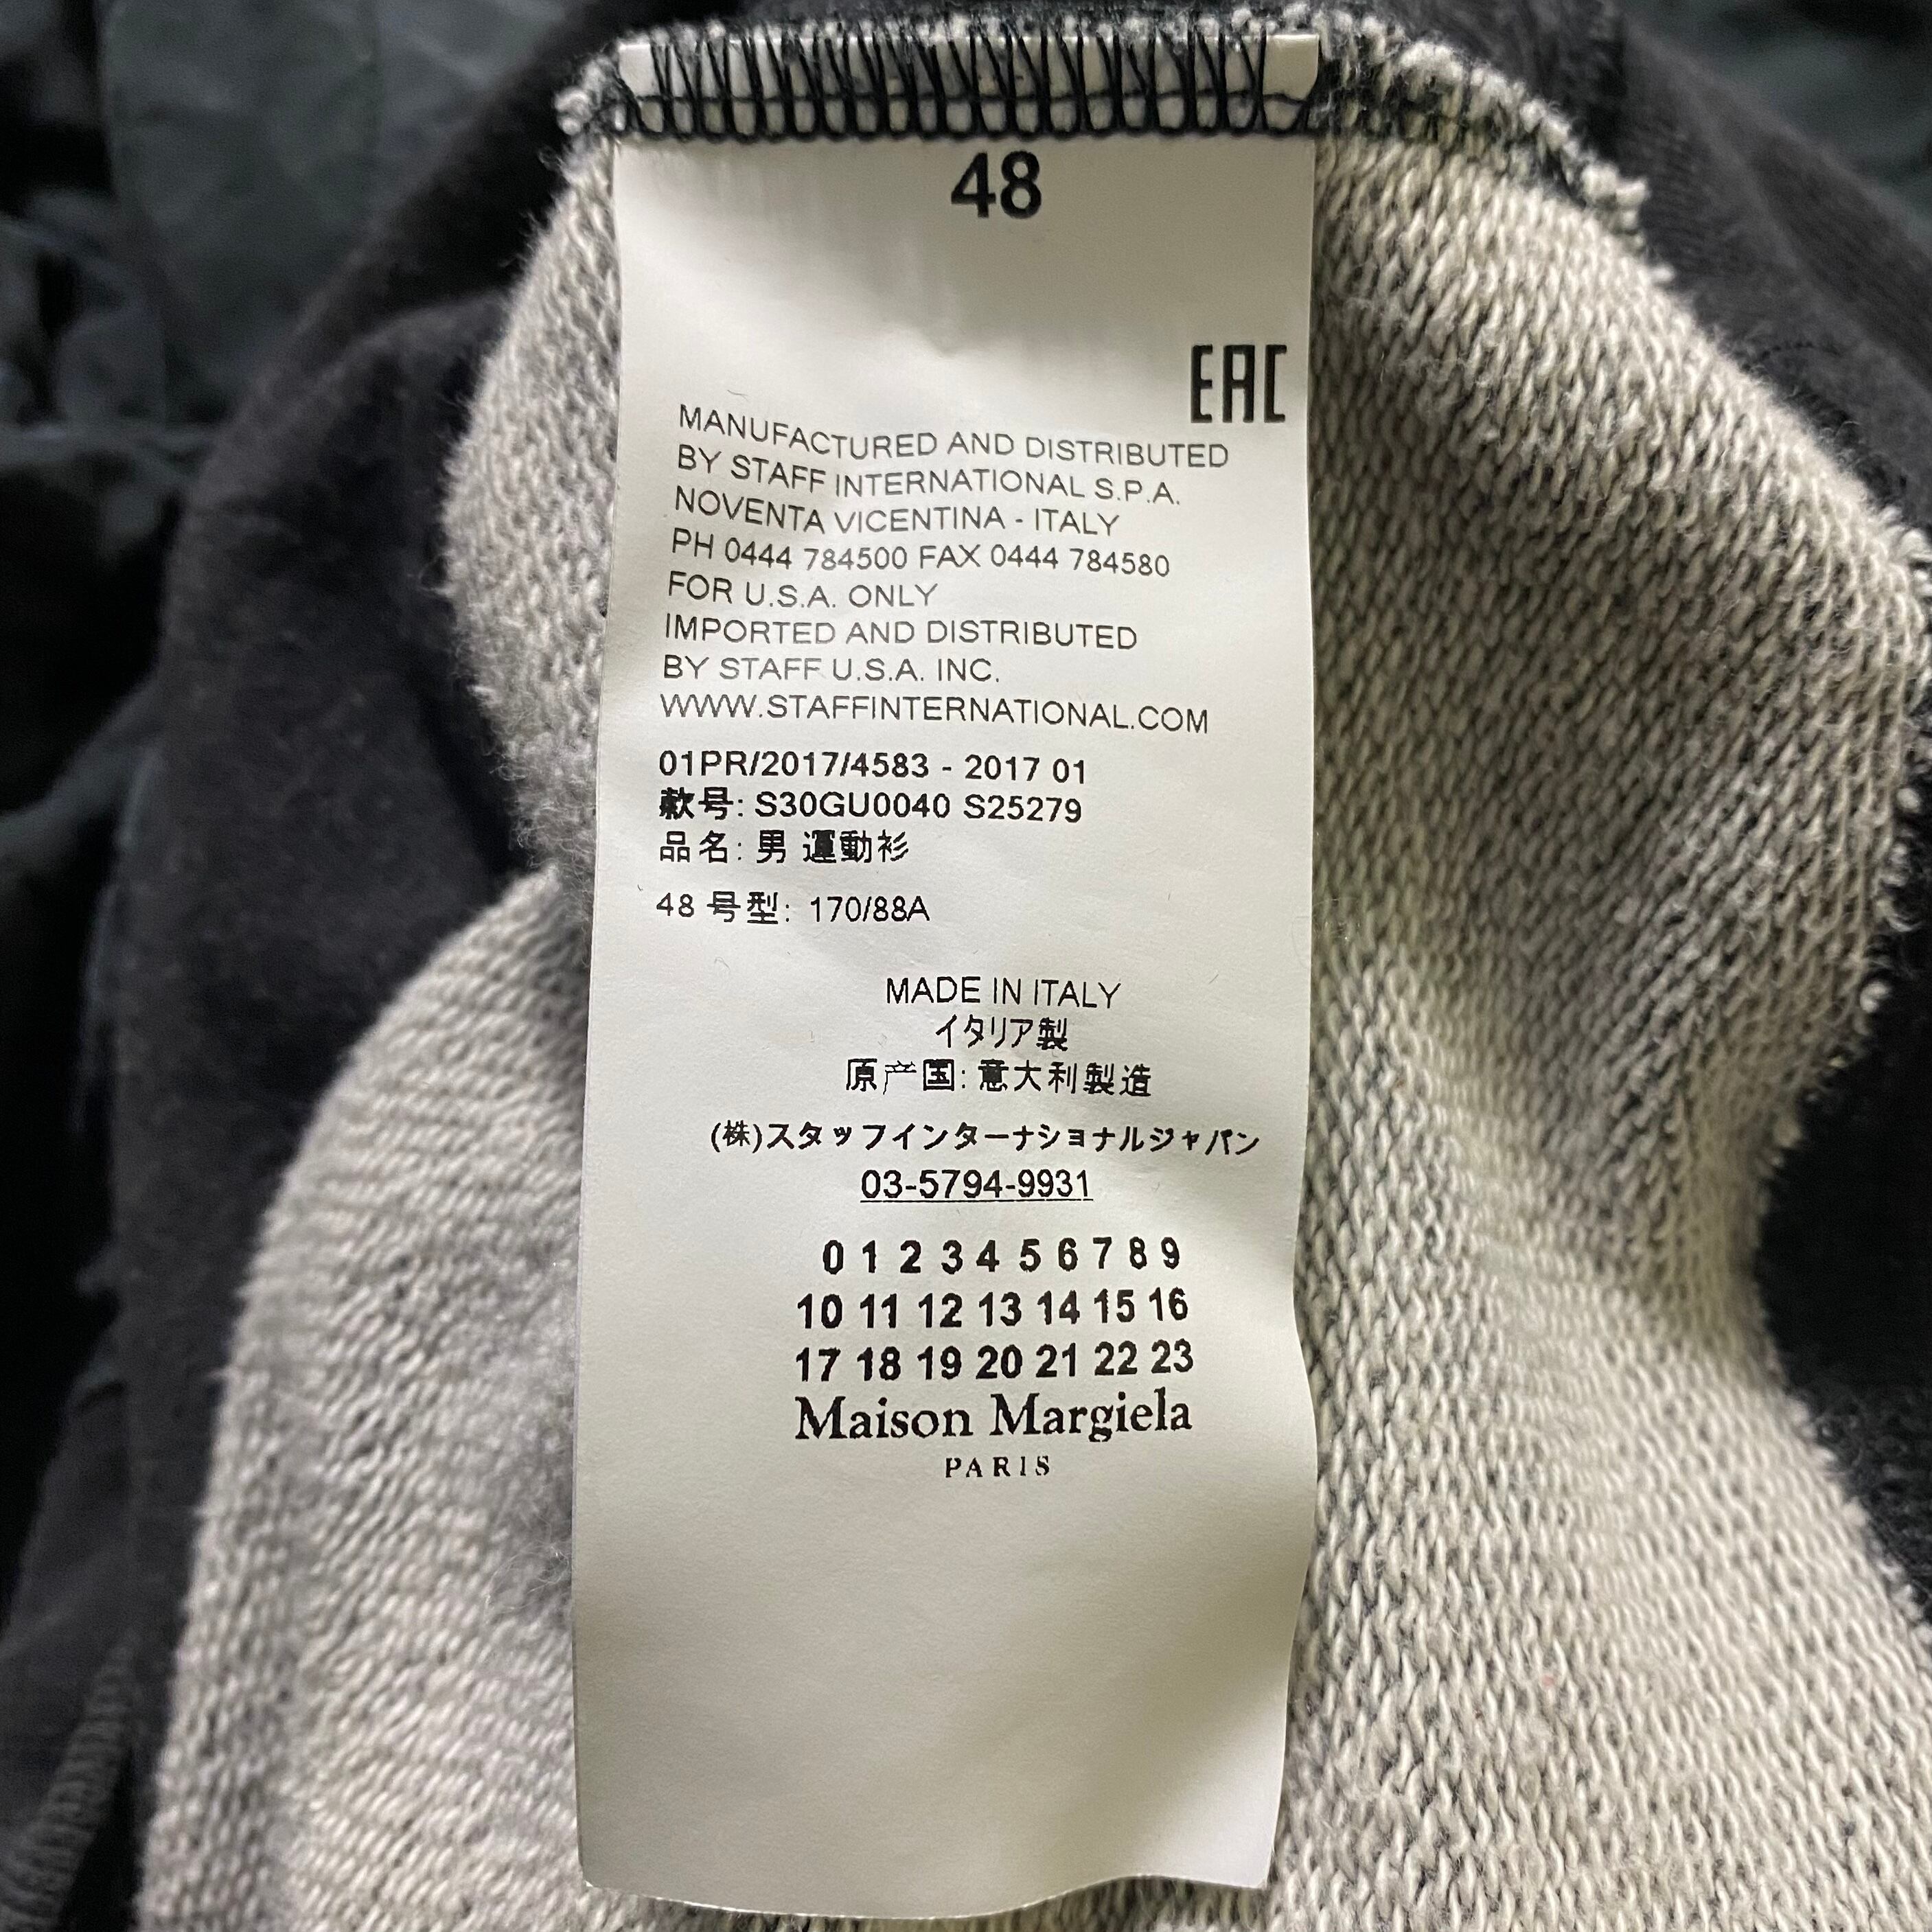 48
EAC
MANUFACTURED AND DISTRIBUTED
BY STAFF INTERNATIONAL S.P.A.
NOVENTA VICENTINA - ITALY
PH 0444 784500 FAX 0444 784580
FOR U.S.A. ONLY
IMPORTED AND DISTRIBUTED
BY STAFF U.S.A. INC.
WWW.STAFFINTERNATIONAL.COM
01PR/2017/4583 - 2017 01
款号: S30GU0040 S25279
品名: 男 運動衫
48 号型: 170/88A
MADE IN ITALY
イタリア製
原产国: 意大利製造
(株)スタッフインターナショナルジャパン
03-5794-9931
0 1 2 3 4 5 6 7 8 9
10 11 12 13 14 15 16
17 18 19 20 21 22 23
Maison Margiela
PARIS